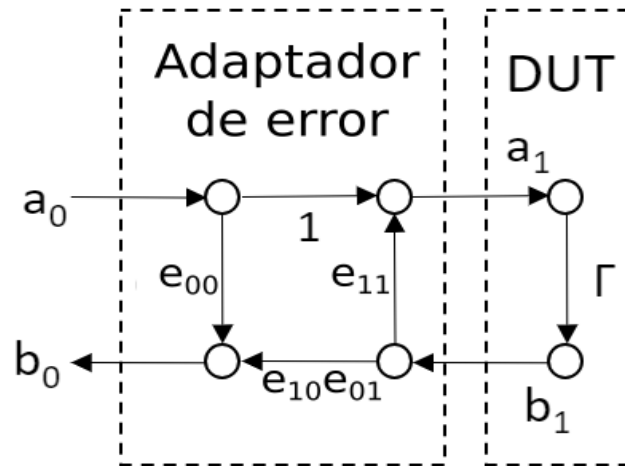 Adaptador
de error
DUT
a₀
1
a₁
e₀₀
e₁₁
Γ
b₀
e₁₀e₀₁
b₁